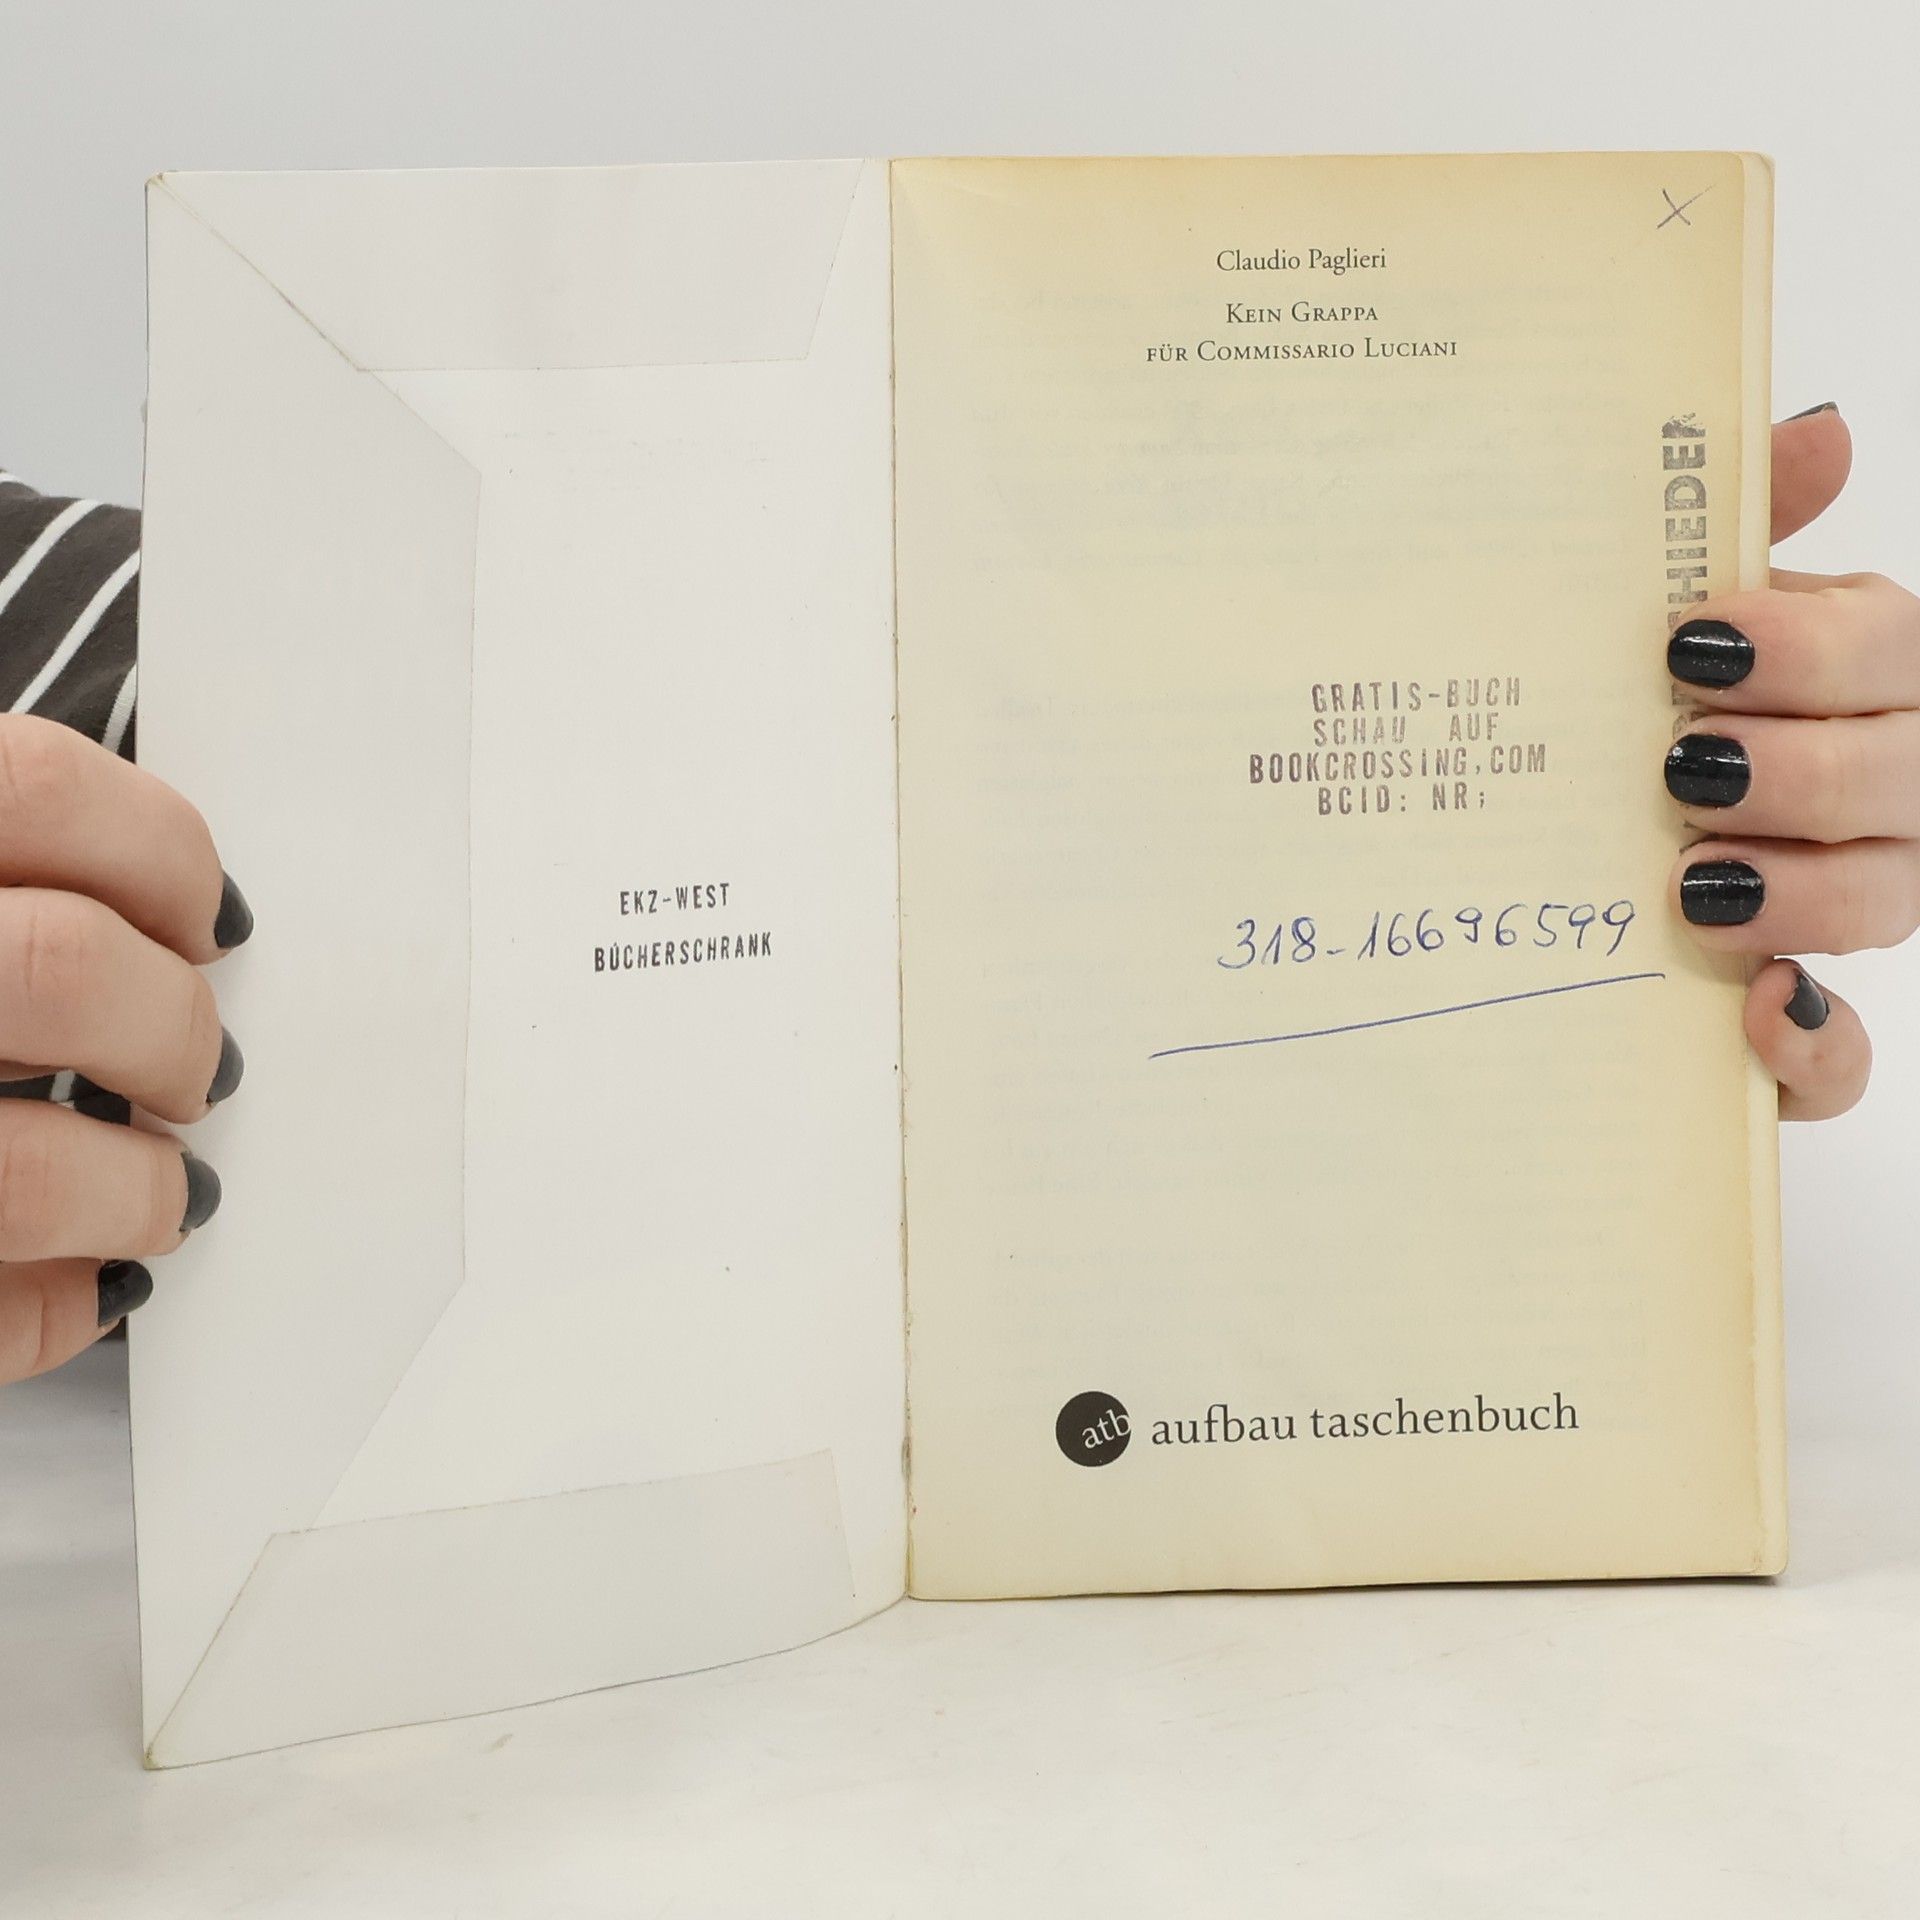 EKZ-WEST
BÜCHERSCHRANK
X
Claudio Paglieri
KEIN GRAPPA
FÜR COMMISSARIO LUCIANI
GRATIS-BUCH
SCHAU AUF
BOOKCROSSING.COM
BCID: NR;
318-16696599
atb aufbau taschenbuch